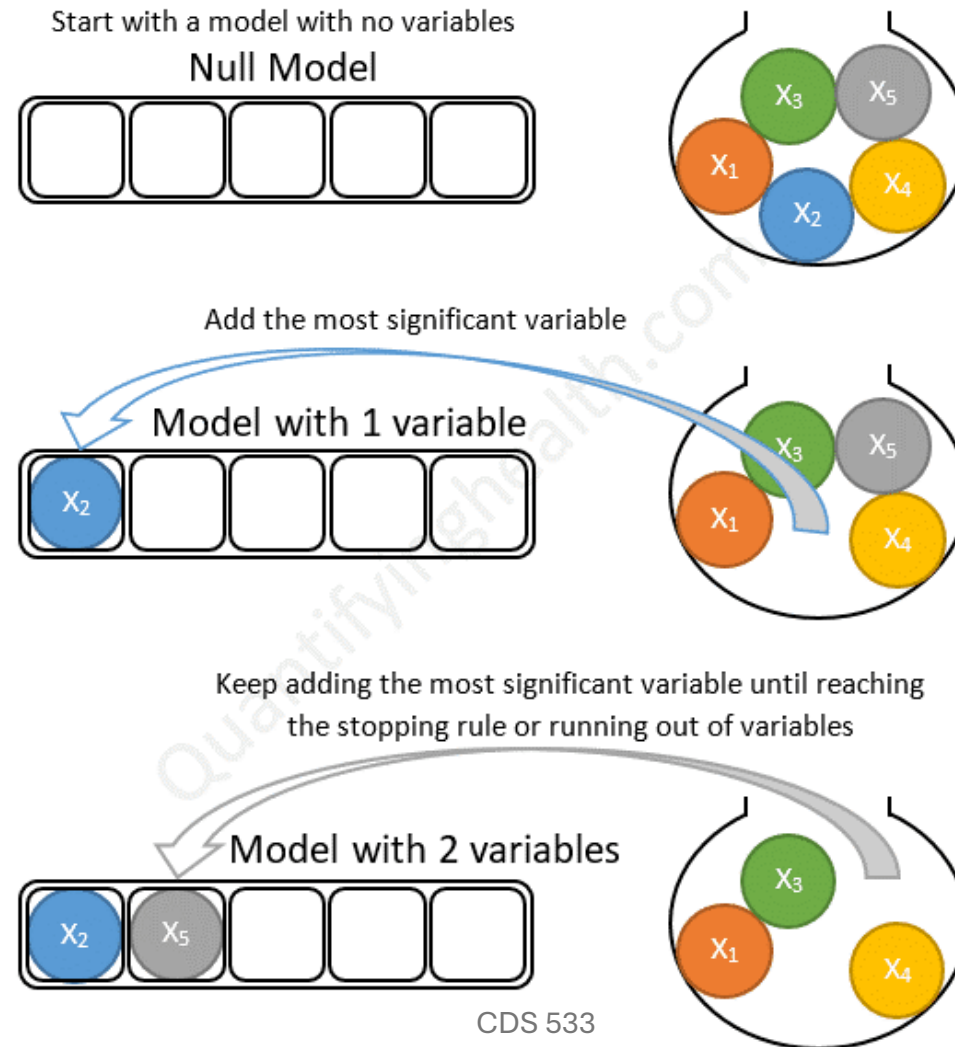 Start with a model with no variables
Null Model
X₃
X₅
X₁
X₄
X₂
Add the most significant variable
Model with 1 variable
X₂
X₃
X₅
X₁
X₄
Keep adding the most significant variable until reaching
the stopping rule or running out of variables
Model with 2 variables
X₂
X₅
X₃
X₁
X₄
Quantifyinghealth.com
CDS 533